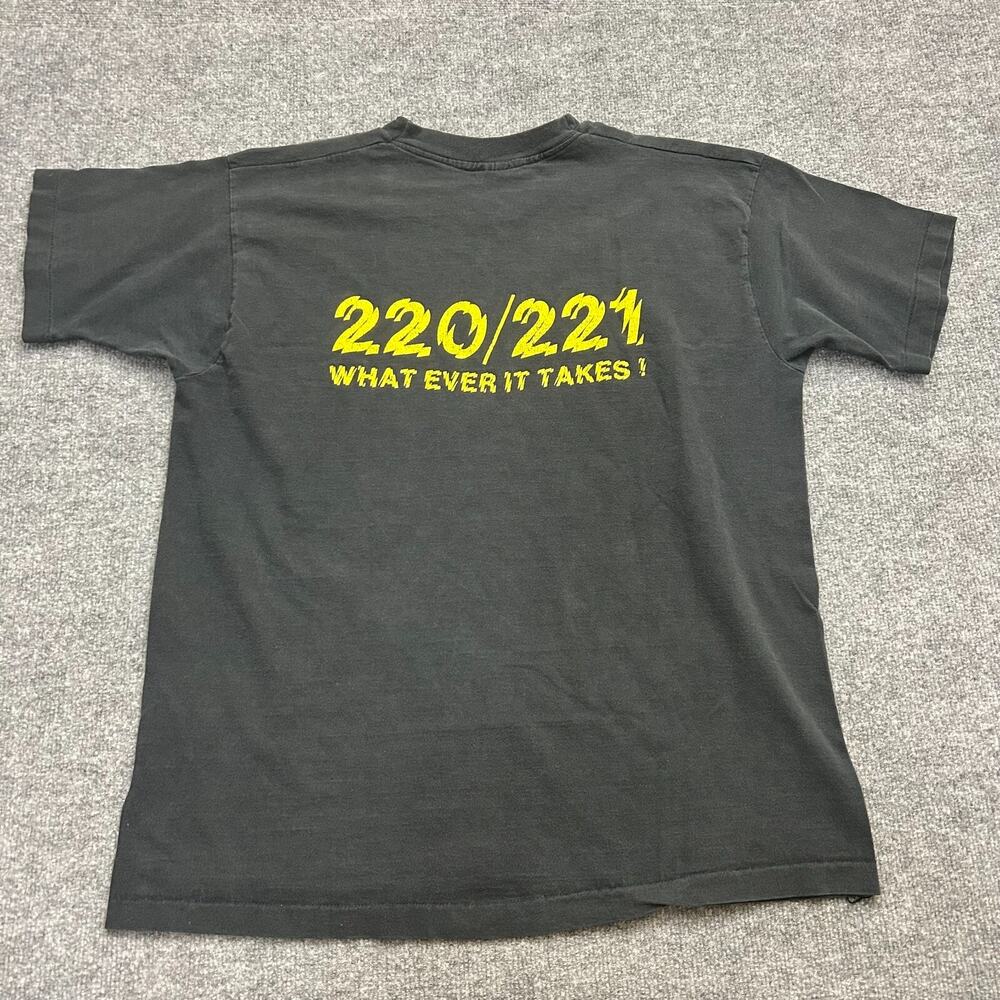 220/221
WHAT EVER IT TAKES !